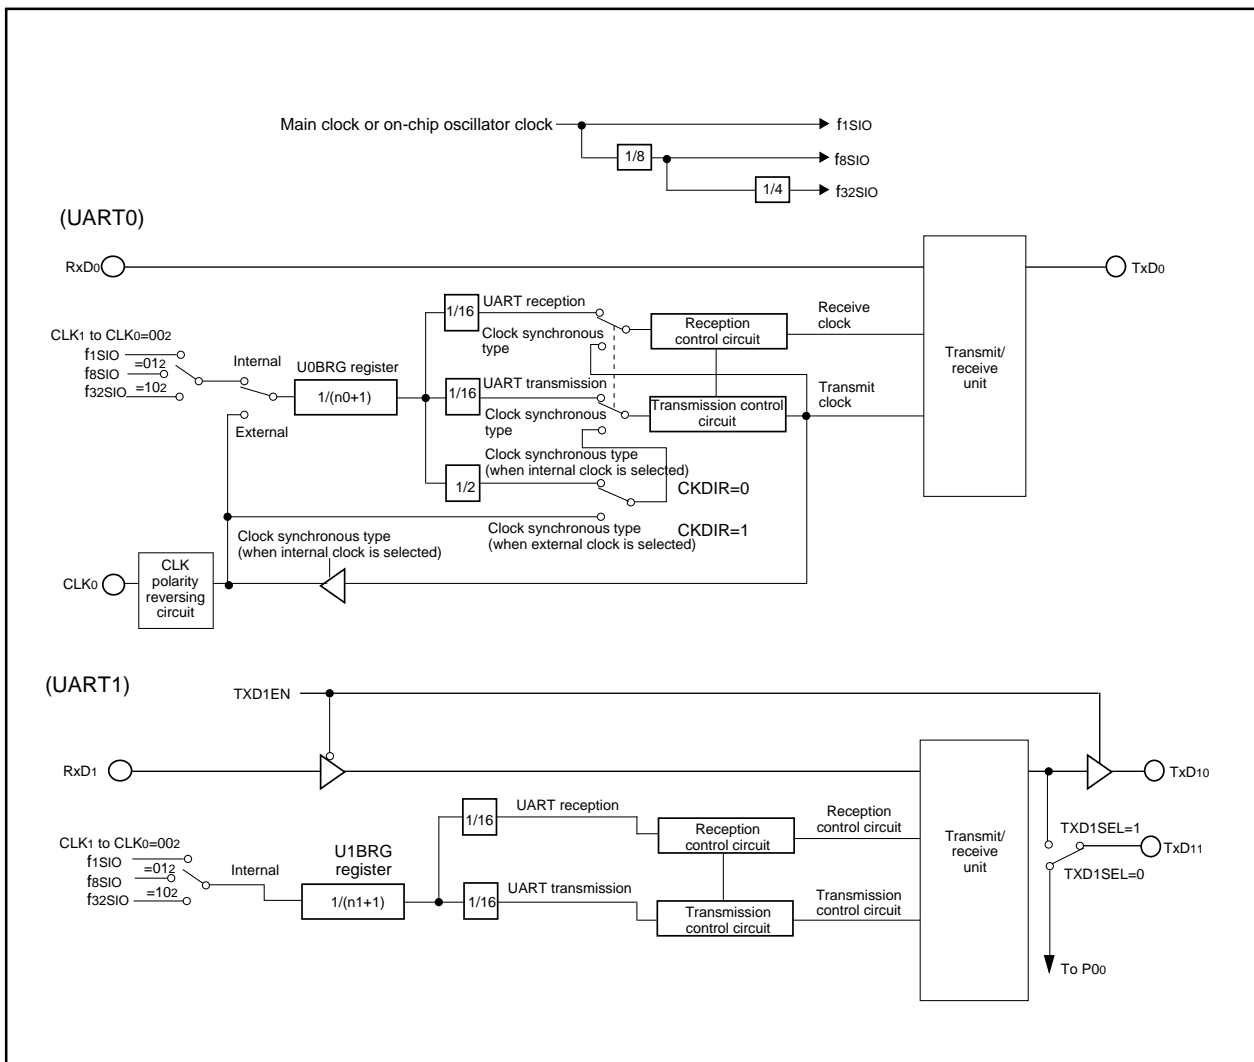 Main clock or on-chip oscillator clock
f1SIO
1/8
f8SIO
1/4
f32SIO
(UART0)
RxD0
TxD0
1/16
UART reception
Clock synchronous
type
Reception
control circuit
Receive
clock
Transmit/
receive
unit
CLK1 to CLK0=002
f1SIO
=012
f8SIO
=102
f32SIO
Internal
External
U0BRG register
1/(n0+1)
1/16
UART transmission
Clock synchronous
type
Transmission control
circuit
Transmit
clock
Clock synchronous type
(when internal clock is selected)
1/2
CKDIR=0
Clock synchronous type
(when external clock is selected)
CKDIR=1
Clock synchronous type
(when internal clock is selected)
CLK0
CLK
polarity
reversing
circuit
(UART1)
TXD1EN
RxD1
TxD10
1/16
UART reception
Reception
control circuit
Reception
control circuit
Transmit/
receive
unit
TXD1SEL=1
TxD11
TXD1SEL=0
CLK1 to CLK0=002
f1SIO
=012
f8SIO
=102
f32SIO
Internal
U1BRG
register
1/(n1+1)
1/16
UART transmission
Transmission
control circuit
Transmission
control circuit
To P00